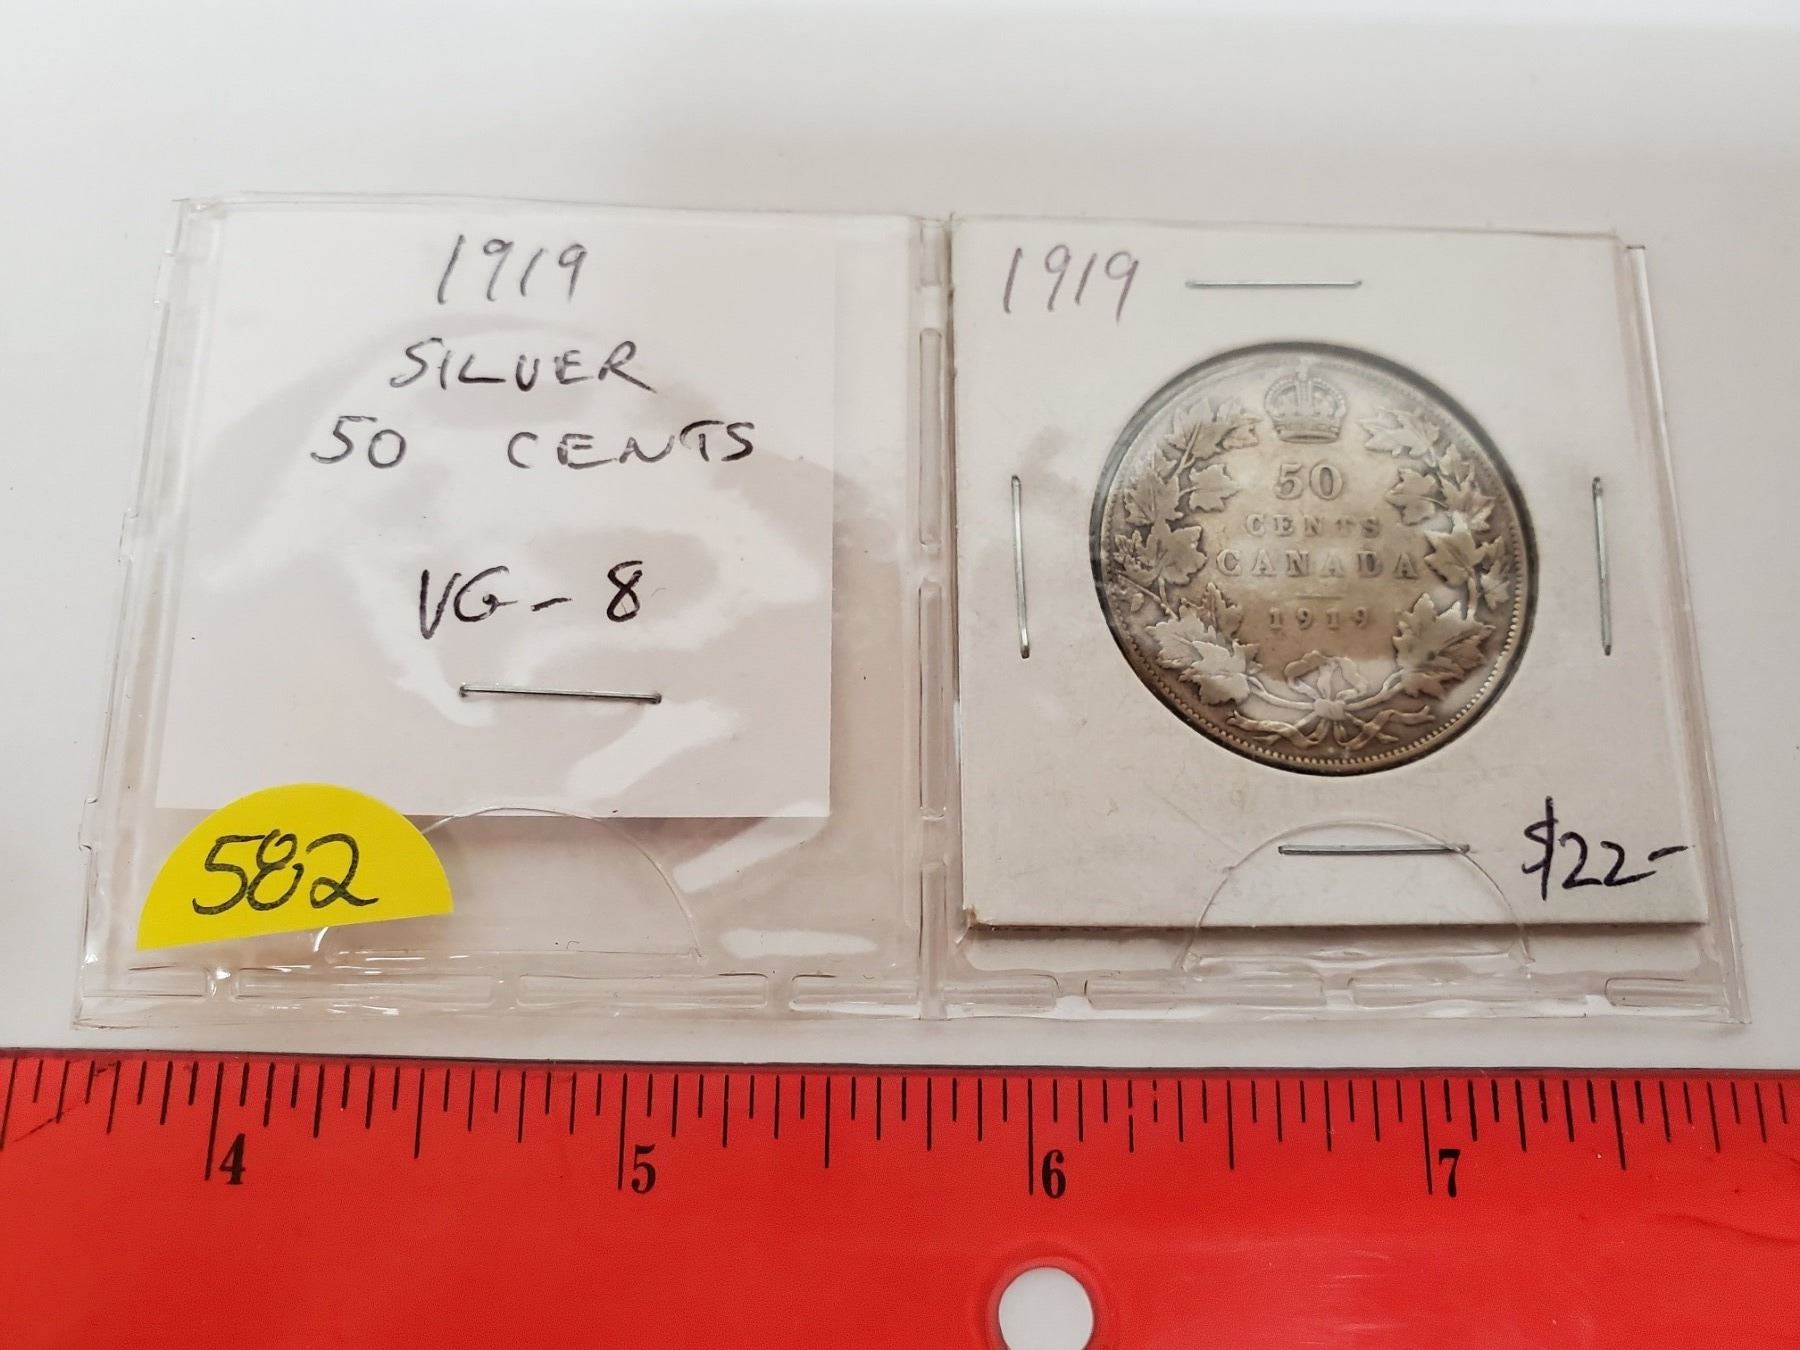 1919
SILVER
50 CENTS
VG-8
582
1919
50
CENTS
CANADA
1919
$22-
4 5 6 7